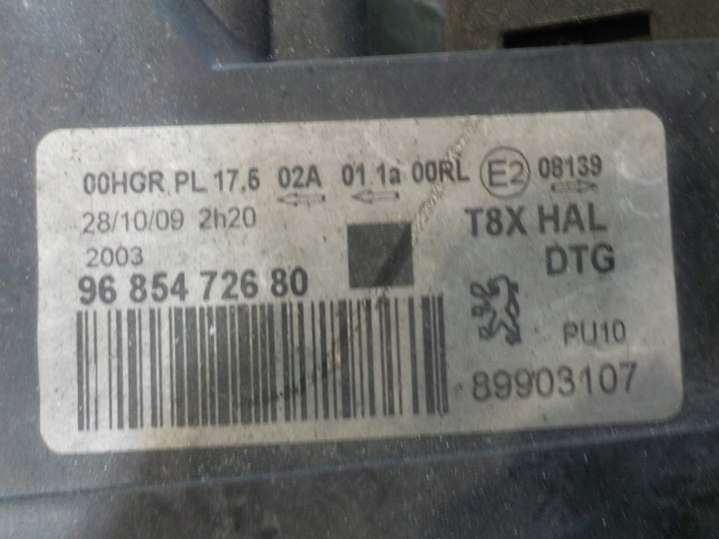 00HGR PL 17.5 02A 01 1a 00RL E2 08139
28/10/09 2h20
2003
96 854 726 80
T8X HAL
DTG
PU10
89903107